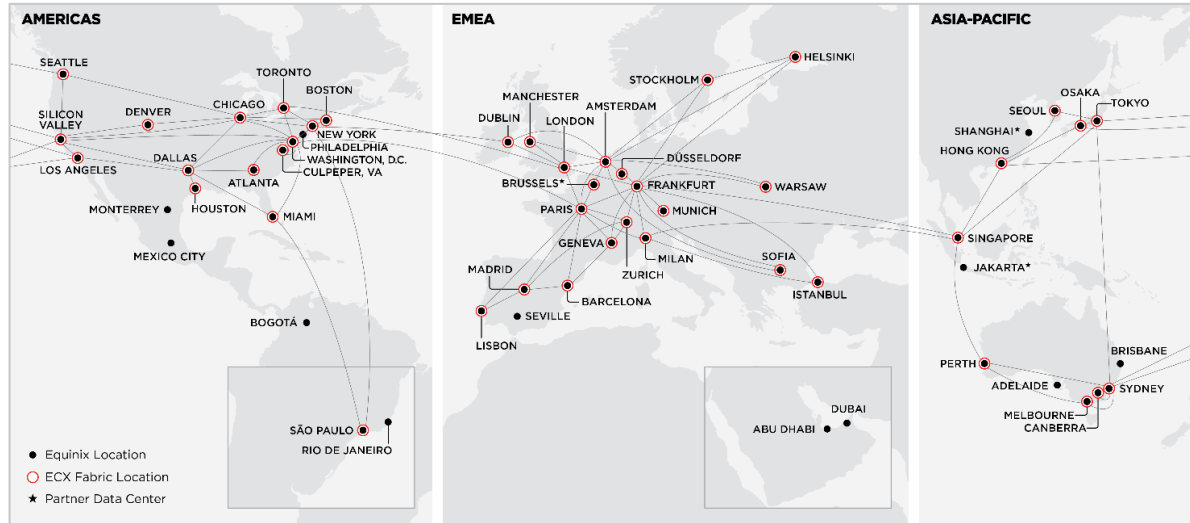 AMERICAS
SEATTLE
SILICON
VALLEY
LOS ANGELES
DENVER
CHICAGO
TORONTO
BOSTON
NEW YORK
PHILADELPHIA
WASHINGTON, D.C.
CULPEPER, VA
DALLAS
ATLANTA
HOUSTON
MIAMI
MONTERREY
MEXICO CITY
BOGOTÁ
SÃO PAULO
RIO DE JANEIRO
Equinix Location
ECX Fabric Location
★ Partner Data Center
EMEA
HELSINKI
STOCKHOLM
MANCHESTER
AMSTERDAM
DUBLIN
LONDON
DÜSSELDORF
BRUSSELS★
FRANKFURT
WARSAW
PARIS
MUNICH
GENEVA
MILAN
SOFIA
ZURICH
MADRID
ISTANBUL
BARCELONA
SEVILLE
LISBON
DUBAI
ABU DHABI
ASIA-PACIFIC
OSAKA
SEOUL
TOKYO
SHANGHAI★
HONG KONG
SINGAPORE
JAKARTA★
PERTH
BRISBANE
ADELAIDE
SYDNEY
MELBOURNE
CANBERRA